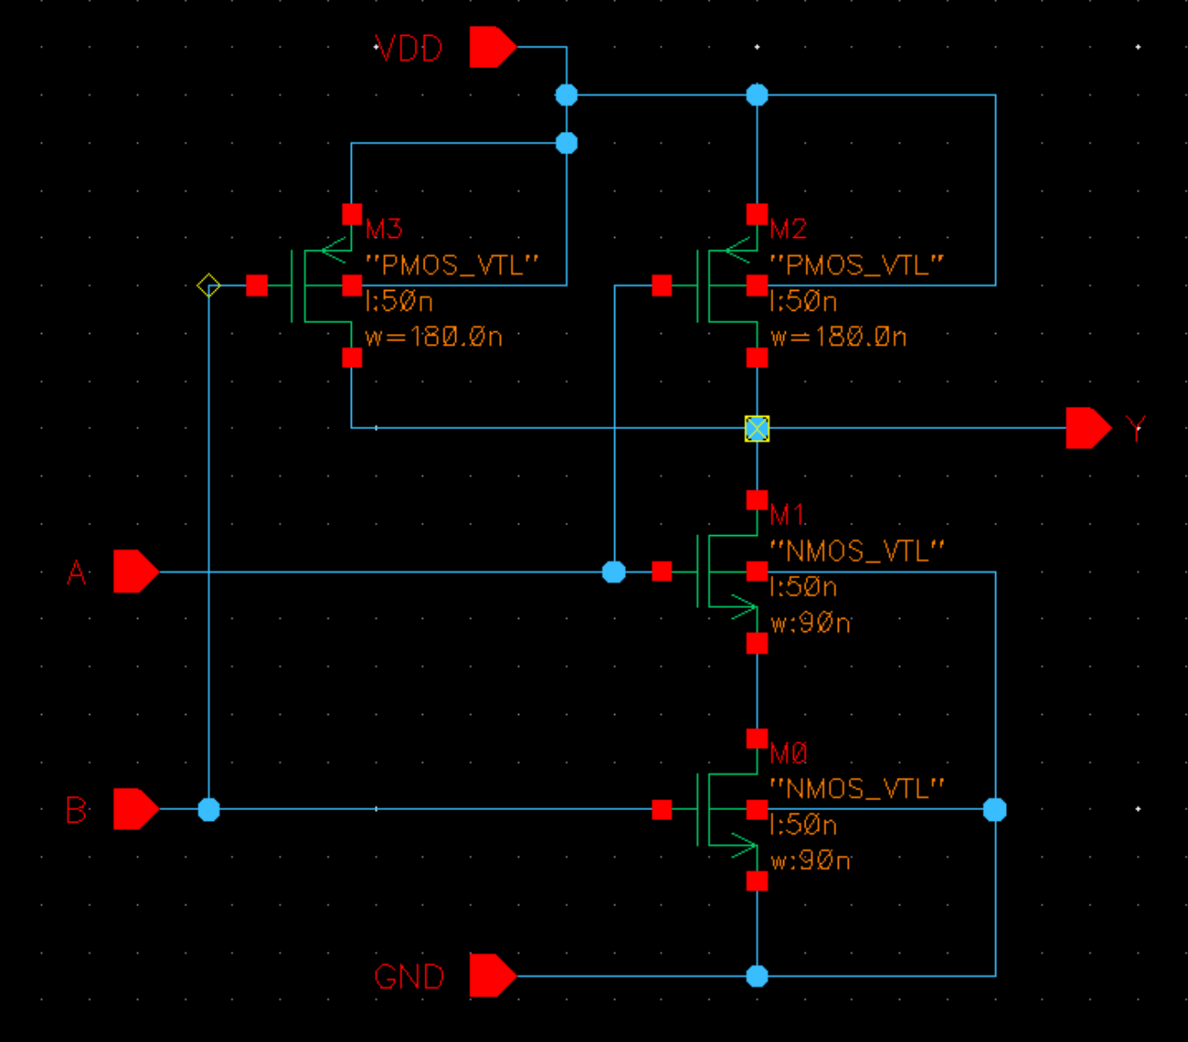 VDD
M3
"PMOS_VTL"
l:50n
w=180.0n
M2
"PMOS_VTL"
l:50n
w=180.0n
Y
M1
"NMOS_VTL"
l:50n
w:90n
A
M0
"NMOS_VTL"
l:50n
w:90n
B
GND